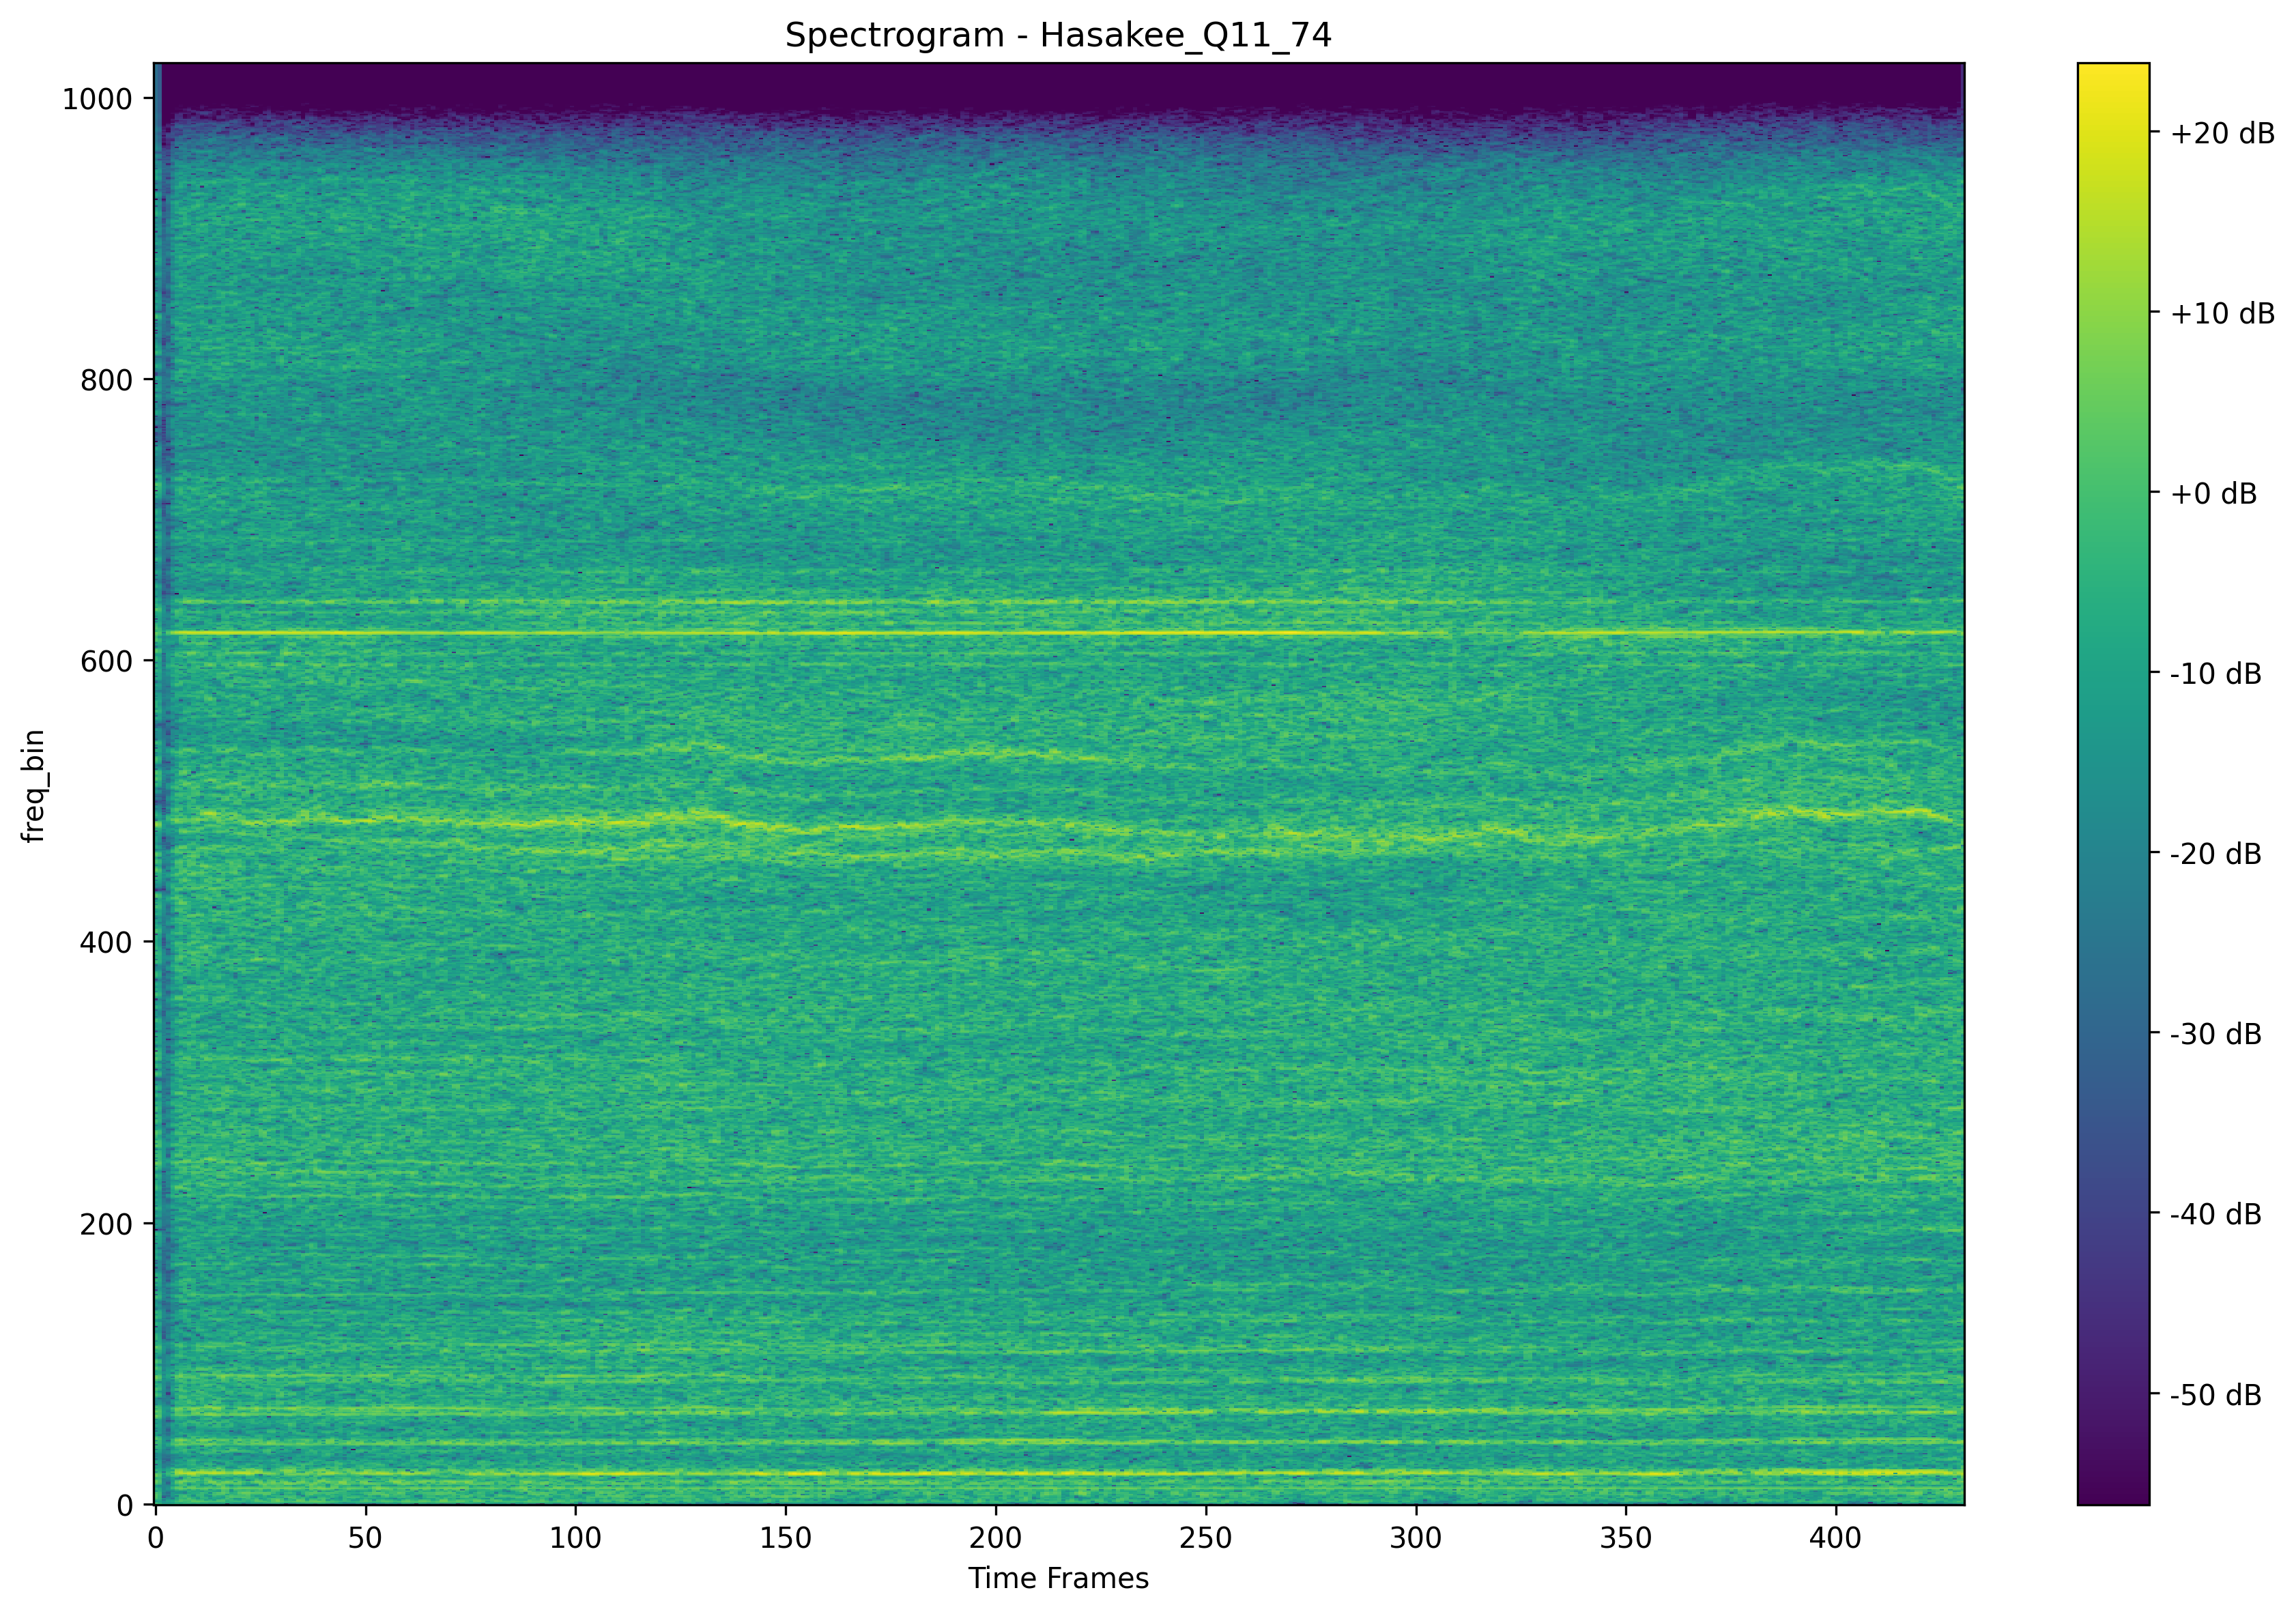 Spectrogram - Hasakee_Q11_74
1000
800
600
400
200
0
freq_bin
0 50 100 150 200 250 300 350 400
Time Frames
+20 dB
+10 dB
+0 dB
-10 dB
-20 dB
-30 dB
-40 dB
-50 dB